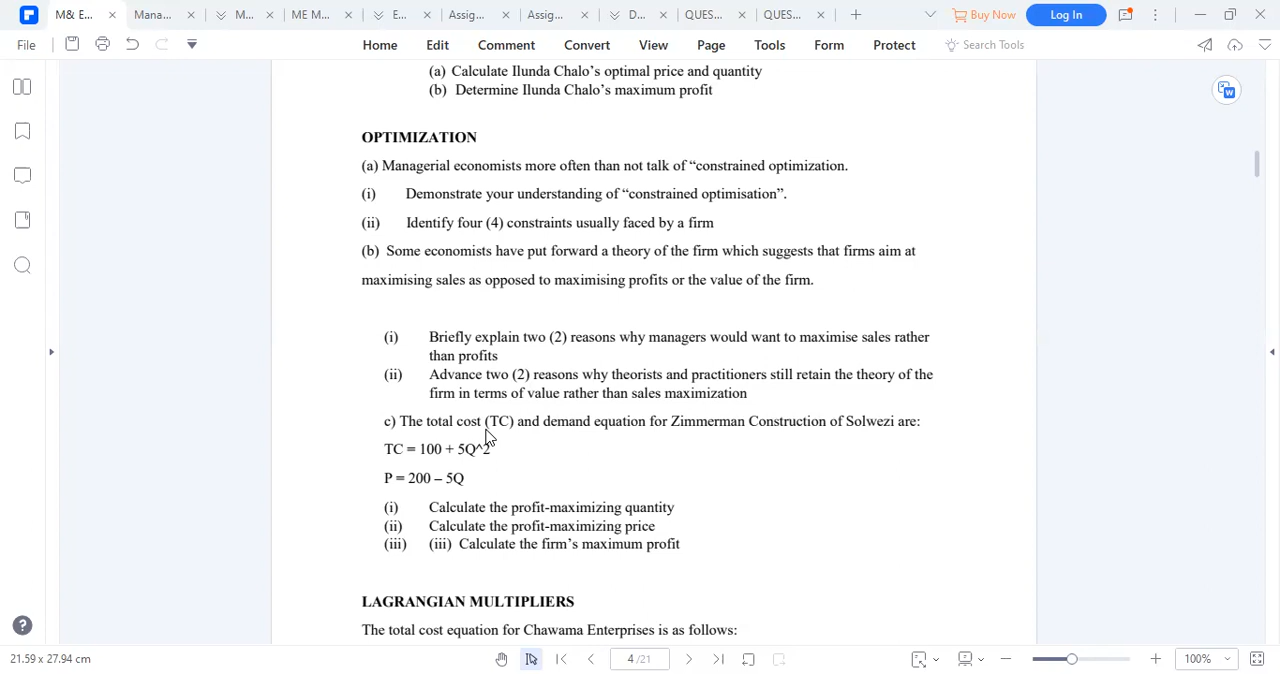 M& E...
Mana...
M...
ME M...
E...
Assig...
Assig...
D...
QUES...
QUES...
Buy Now
Log In
File
Home
Edit
Comment
Convert
View
Page
Tools
Form
Protect
Search Tools
(a) Calculate Ilunda Chalo’s optimal price and quantity
(b) Determine Ilunda Chalo’s maximum profit
OPTIMIZATION
(a) Managerial economists more often than not talk of “constrained optimization.
(i) Demonstrate your understanding of “constrained optimisation”.
(ii) Identify four (4) constraints usually faced by a firm
(b) Some economists have put forward a theory of the firm which suggests that firms aim at
maximising sales as opposed to maximising profits or the value of the firm.
(i) Briefly explain two (2) reasons why managers would want to maximise sales rather
than profits
(ii) Advance two (2) reasons why theorists and practitioners still retain the theory of the
firm in terms of value rather than sales maximization
c) The total cost (TC) and demand equation for Zimmerman Construction of Solwezi are:
TC = 100 + 5Q^2
P = 200 – 5Q
(i) Calculate the profit-maximizing quantity
(ii) Calculate the profit-maximizing price
(iii) (iii) Calculate the firm’s maximum profit
LAGRANGIAN MULTIPLIERS
The total cost equation for Chawama Enterprises is as follows:
21.59 x 27.94 cm
4 /21
100%